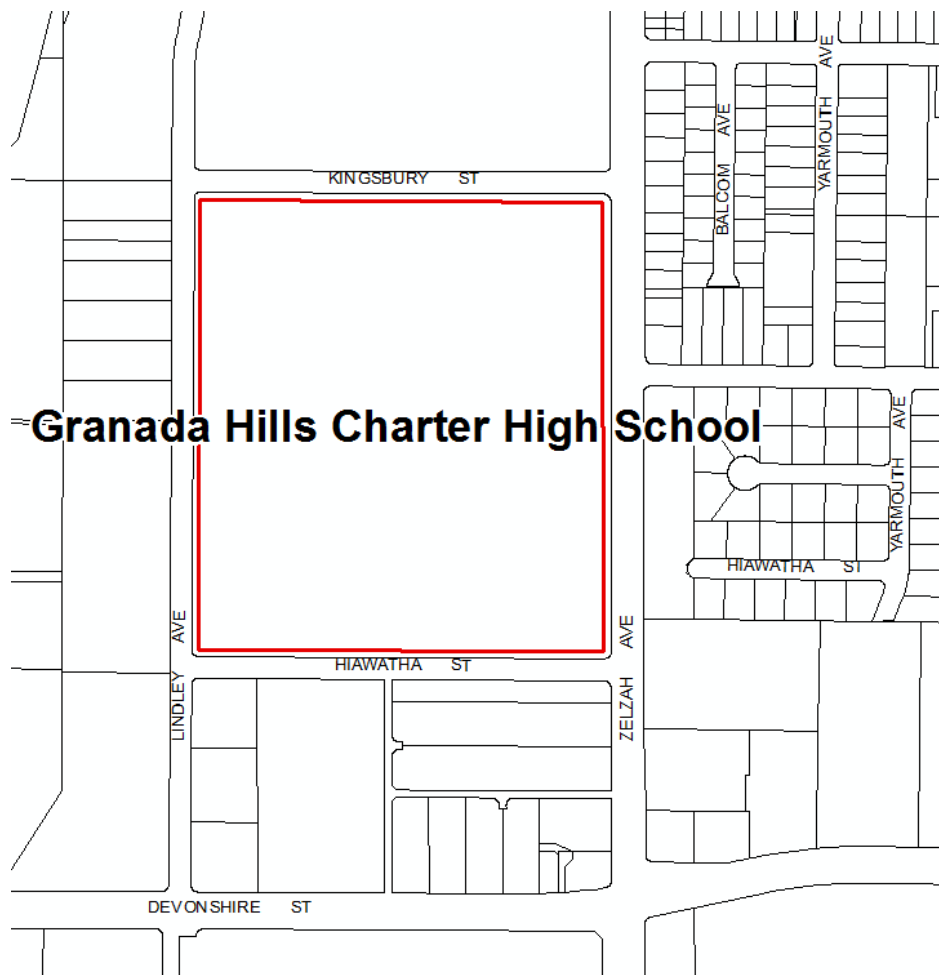 YARMOUTH AVE
BALCOM AVE
KINGSBURY ST
Granada Hills Charter High School
YARMOUTH AVE
HIAWATHA ST
LINDLEY AVE
HIAWATHA ST
ZELZAH AVE
DEVONSHIRE ST